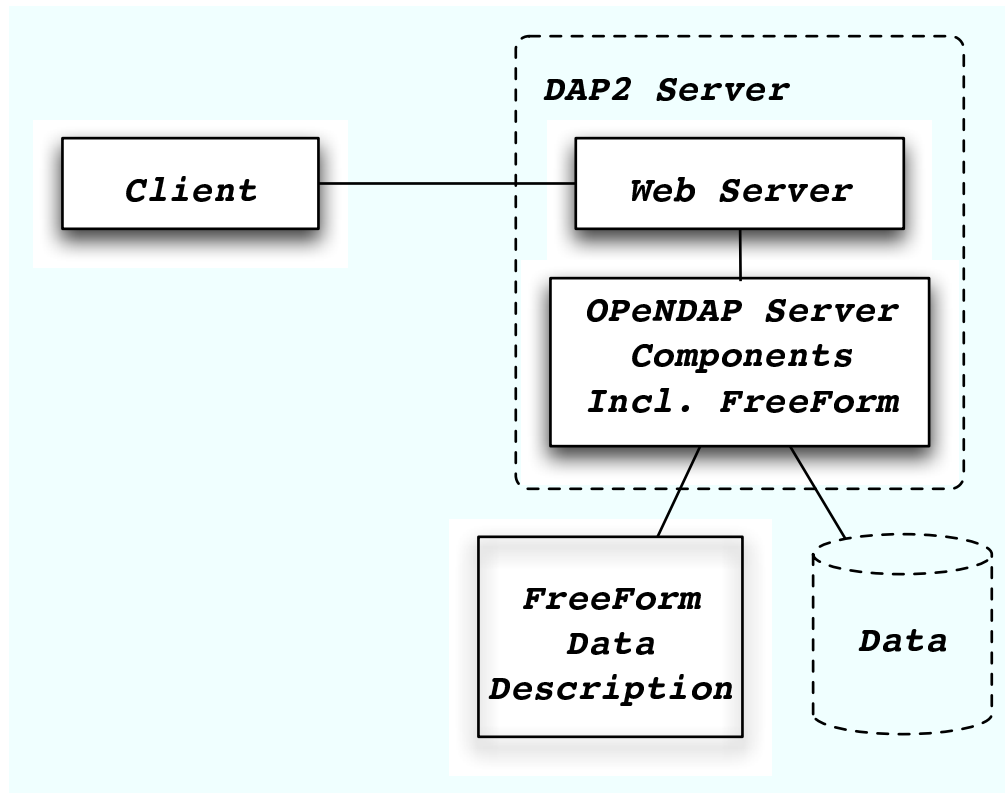 DAP2 Server
Client
Web Server
OPeNDAP Server
Components
Incl. FreeForm
FreeForm
Data
Description
Data